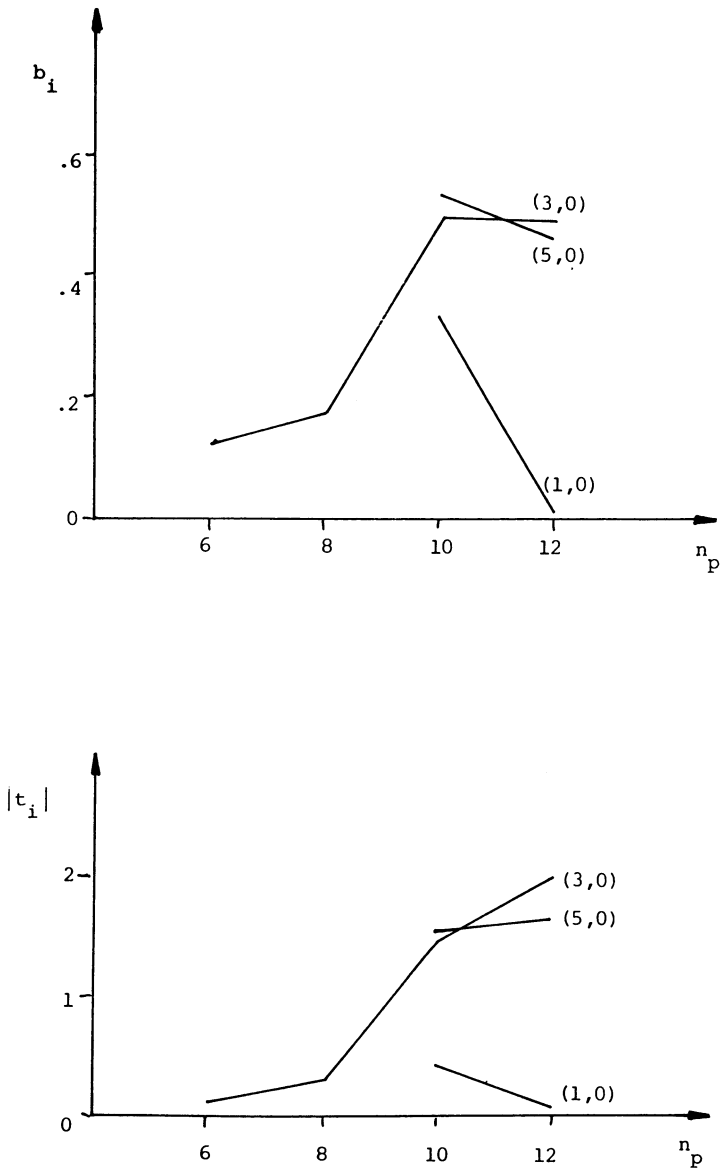 b_i
.6
(3,0)
(5,0)
.4
.2
(1,0)
0
6 8 10 12
n_p
|t_i|
2
(3,0)
(5,0)
1
(1,0)
0
6 8 10 12
n_p